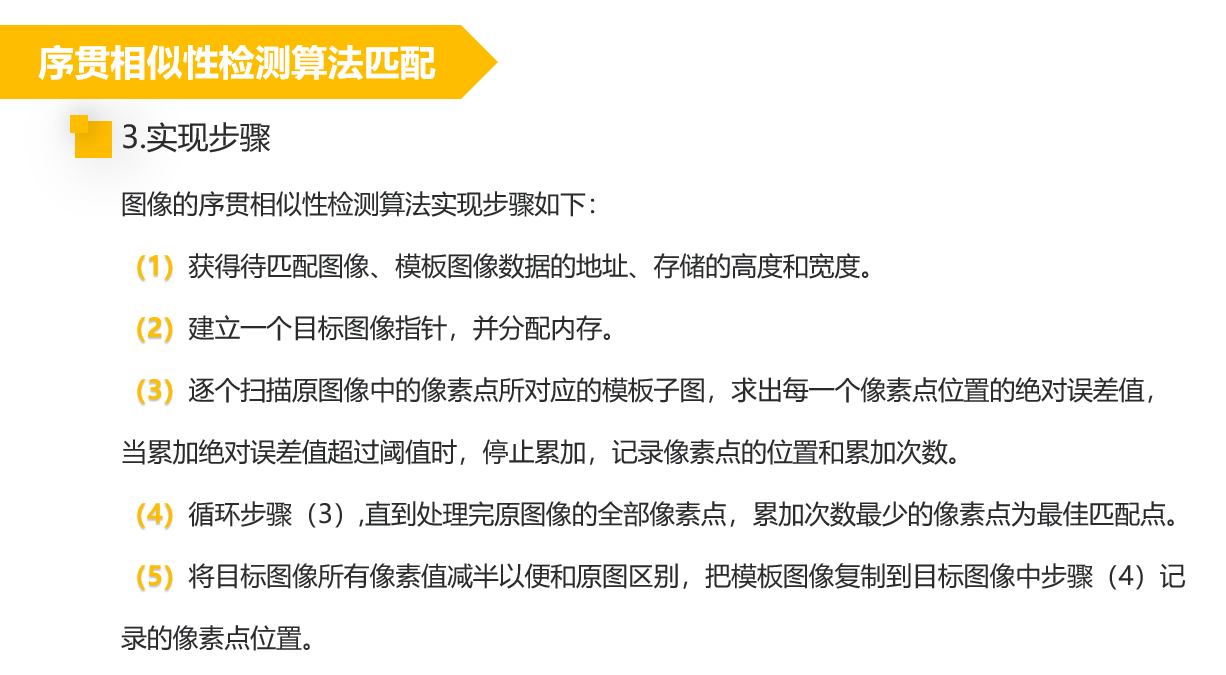 序贯相似性检测算法匹配
3.实现步骤
图像的序贯相似性检测算法实现步骤如下：
（1）获得待匹配图像、模板图像数据的地址、存储的高度和宽度。
（2）建立一个目标图像指针，并分配内存。
（3）逐个扫描原图像中的像素点所对应的模板子图，求出每一个像素点位置的绝对误差值，
当累加绝对误差值超过阈值时，停止累加，记录像素点的位置和累加次数。
（4）循环步骤（3）,直到处理完原图像的全部像素点，累加次数最少的像素点为最佳匹配点。
（5）将目标图像所有像素值减半以便和原图区别，把模板图像复制到目标图像中步骤（4）记
录的像素点位置。